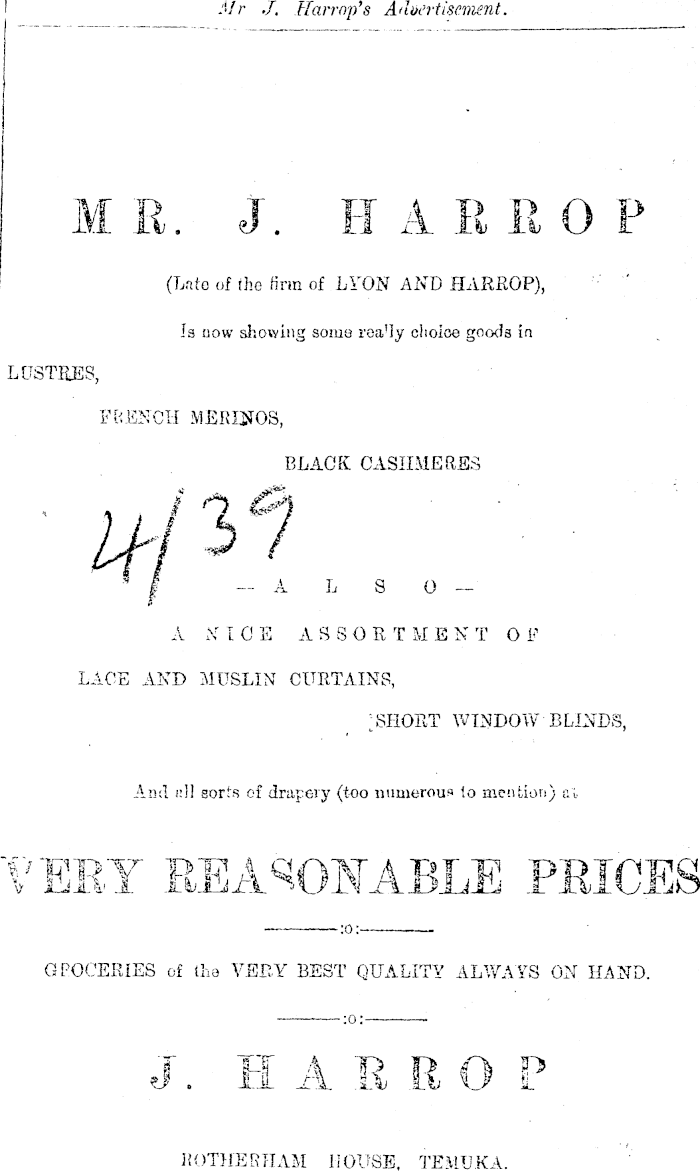 Mr J. Harrop's Advertisement.
MR. J. HARROP
(Late of the firm of LYON AND HARROP),
Is now showing some really choice goods in
LUSTRES,
FRENCH MERINOS,
BLACK CASHMERES
4/39
— A L S O —
A NICE ASSORTMENT OF
LACE AND MUSLIN CURTAINS,
SHORT WINDOW BLINDS,
And all sorts of drapery (too numerous to mention) at
VERY REASONABLE PRICES
:o:
GROCERIES of the VERY BEST QUALITY ALWAYS ON HAND.
:o:
J. HARROP
ROTHERHAM HOUSE, TEMUKA.